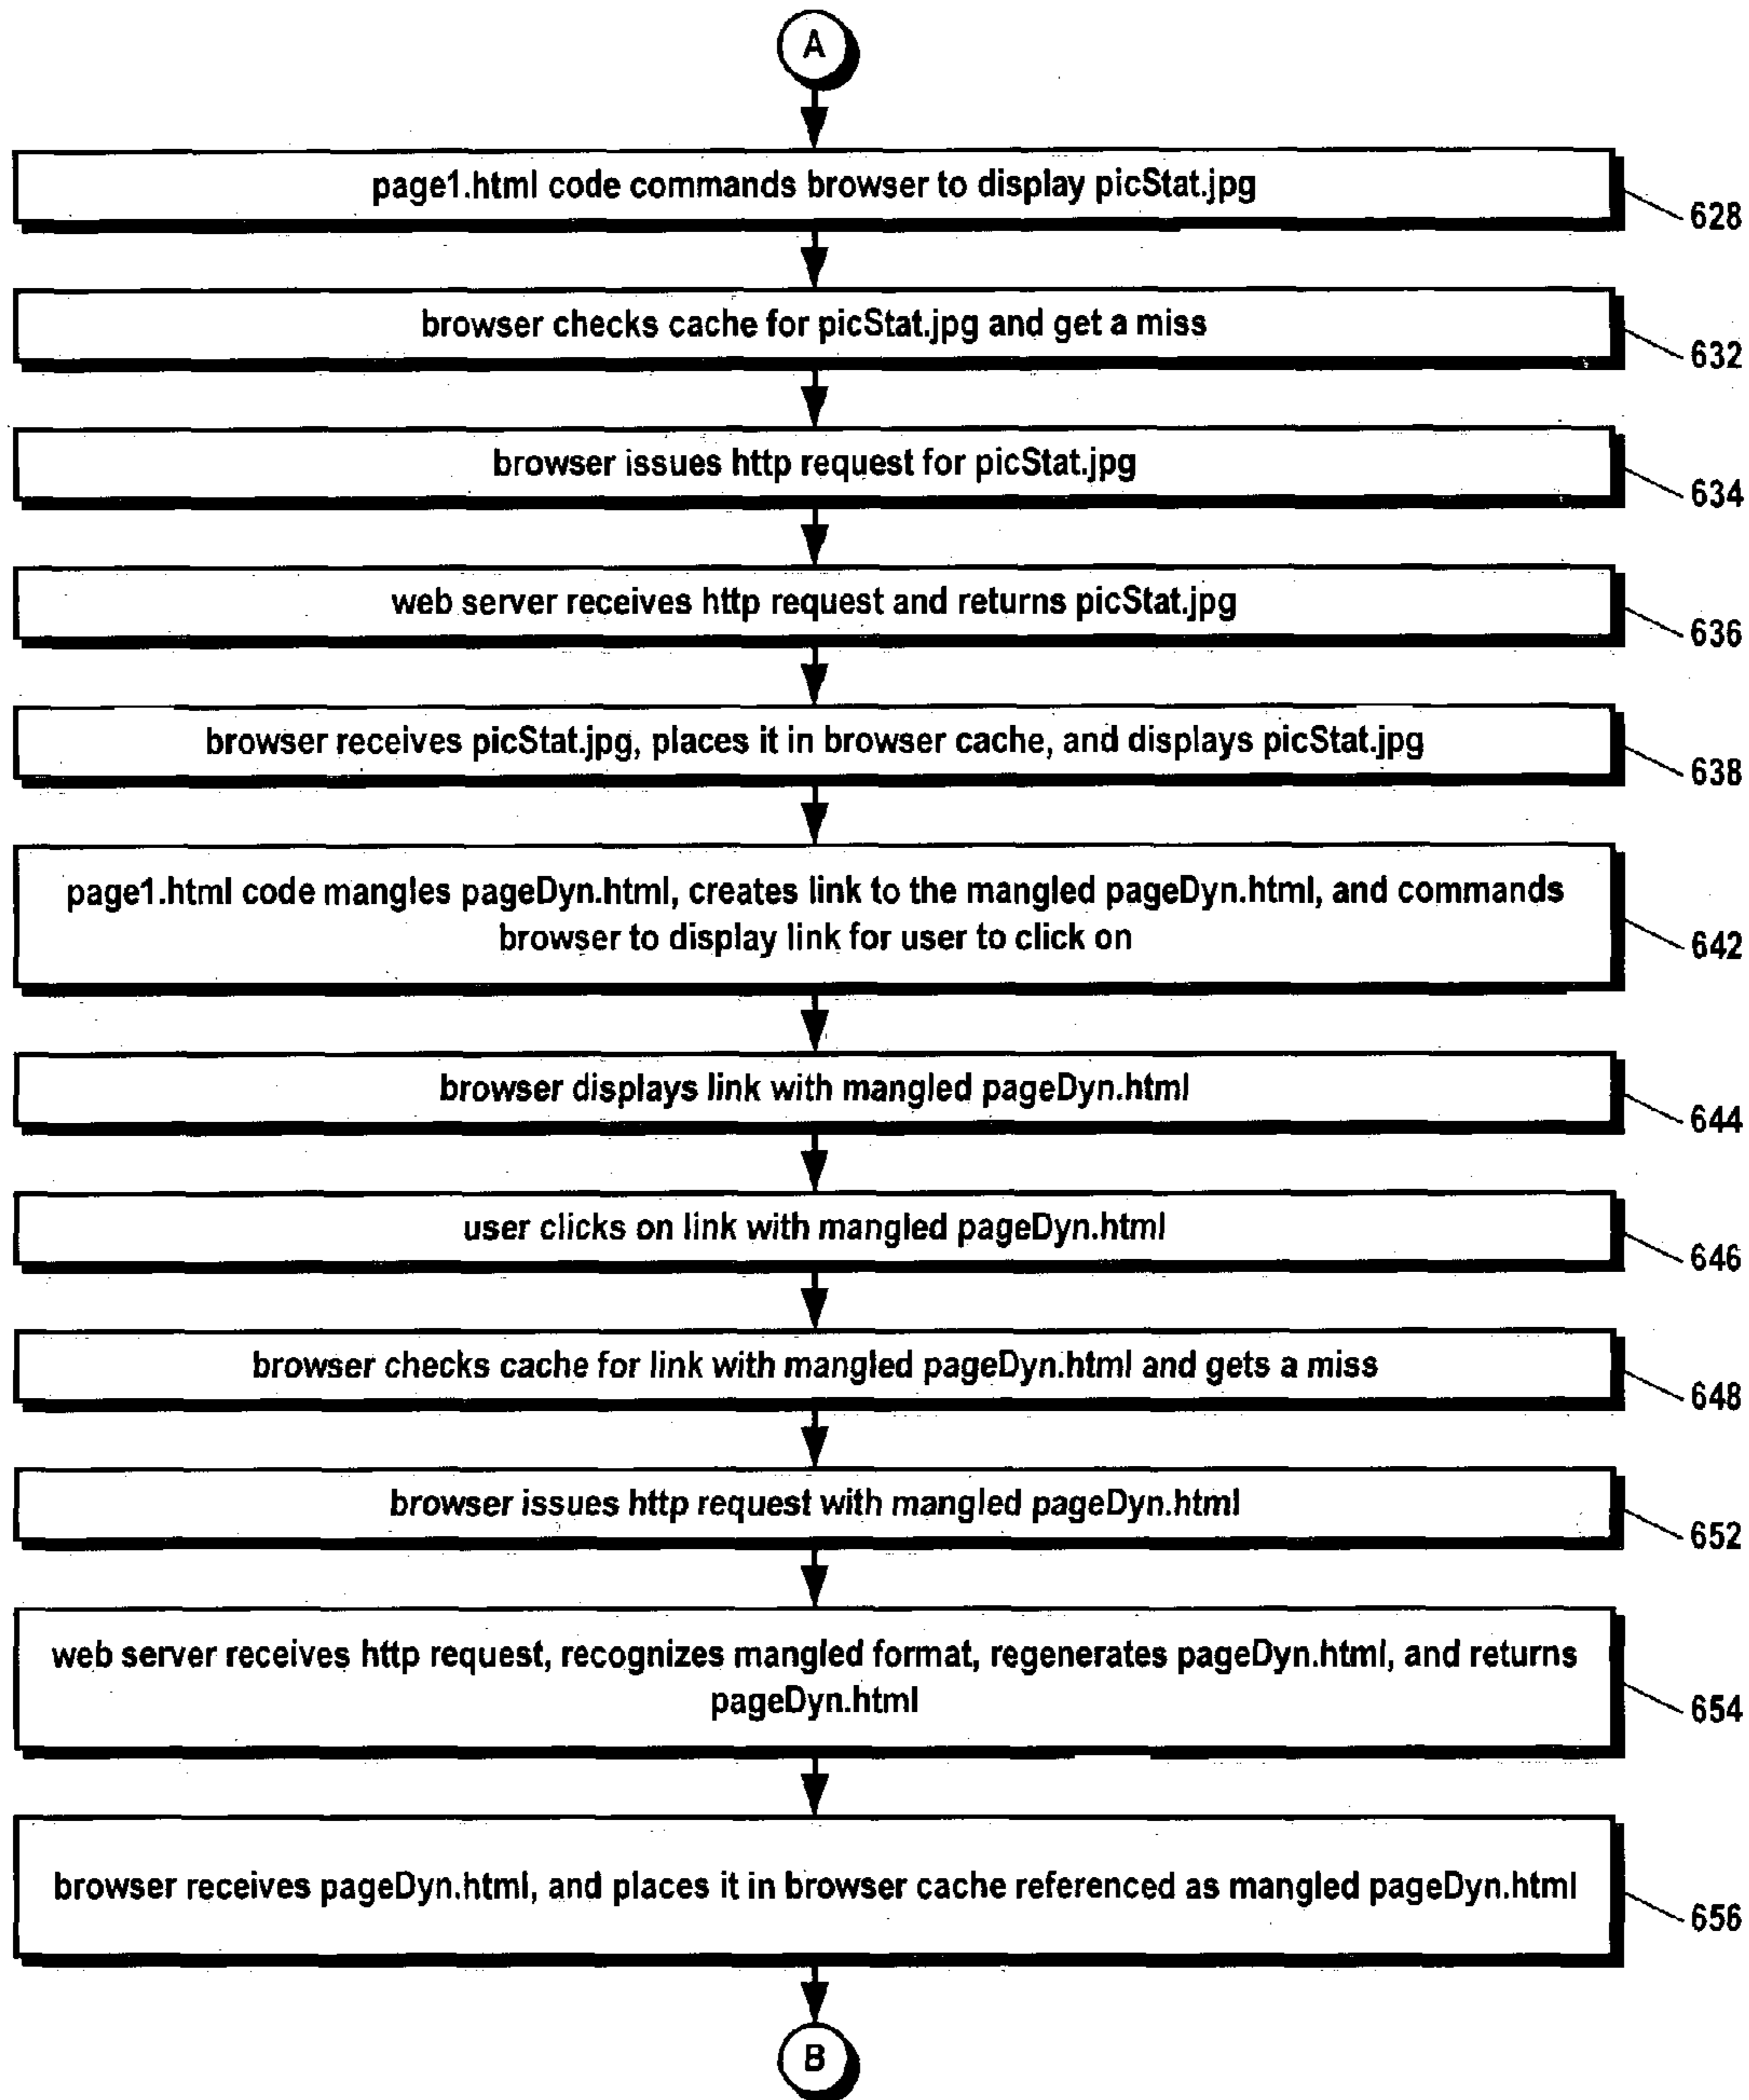 A
page1.html code commands browser to display picStat.jpg
628
browser checks cache for picStat.jpg and get a miss
632
browser issues http request for picStat.jpg
634
web server receives http request and returns picStat.jpg
636
browser receives picStat.jpg, places it in browser cache, and displays picStat.jpg
638
page1.html code mangles pageDyn.html, creates link to the mangled pageDyn.html, and commands
browser to display link for user to click on
642
browser displays link with mangled pageDyn.html
644
user clicks on link with mangled pageDyn.html
646
browser checks cache for link with mangled pageDyn.html and gets a miss
648
browser issues http request with mangled pageDyn.html
652
web server receives http request, recognizes mangled format, regenerates pageDyn.html, and returns
pageDyn.html
654
browser receives pageDyn.html, and places it in browser cache referenced as mangled pageDyn.html
656
B